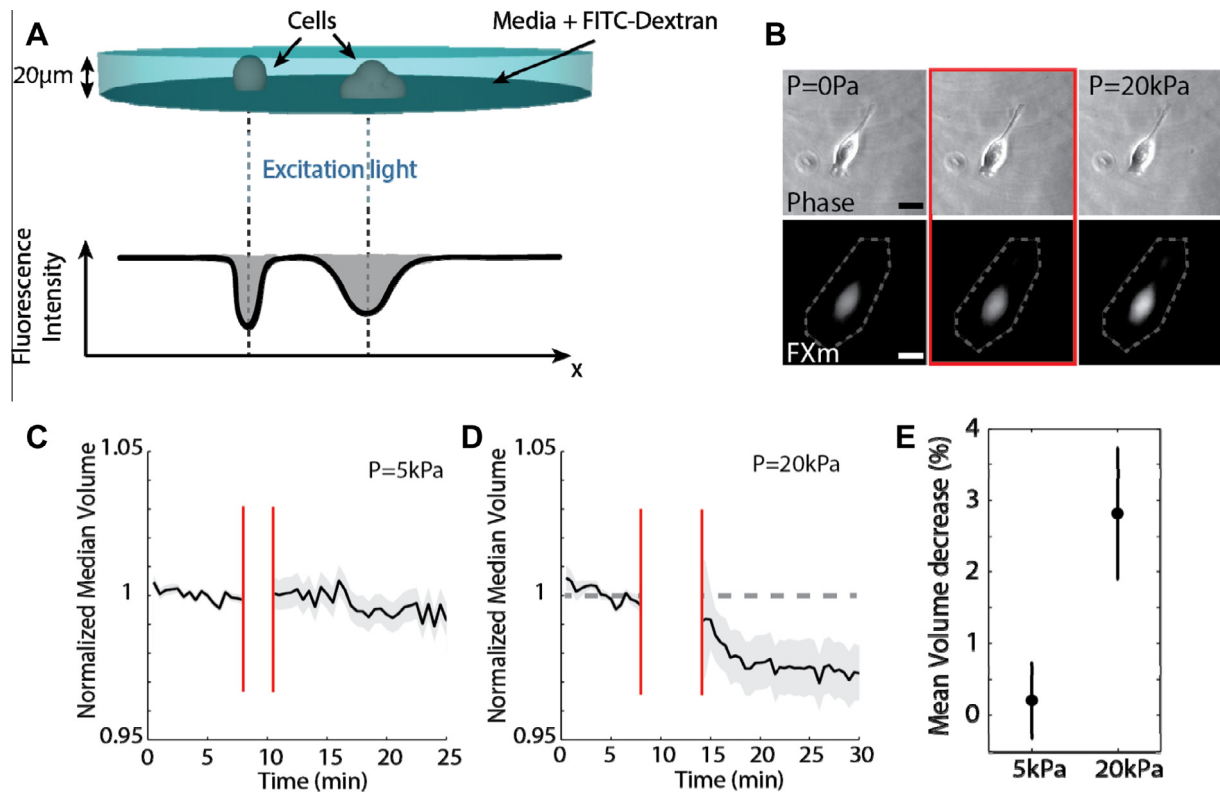 A
Cells
Media + FITC-Dextran
20μm
Excitation light
Fluorescence
Intensity
x
B
P=0Pa
P=20kPa
Phase
FXm
C
Normalized Median Volume
1.05
1
0.95
P=5kPa
0
5
10
15
20
25
Time (min)
D
Normalized Median Volume
1.05
1
0.95
P=20kPa
0
5
10
15
20
25
30
Time (min)
E
Mean Volume decrease (%)
4
3
2
1
0
5kPa
20kPa